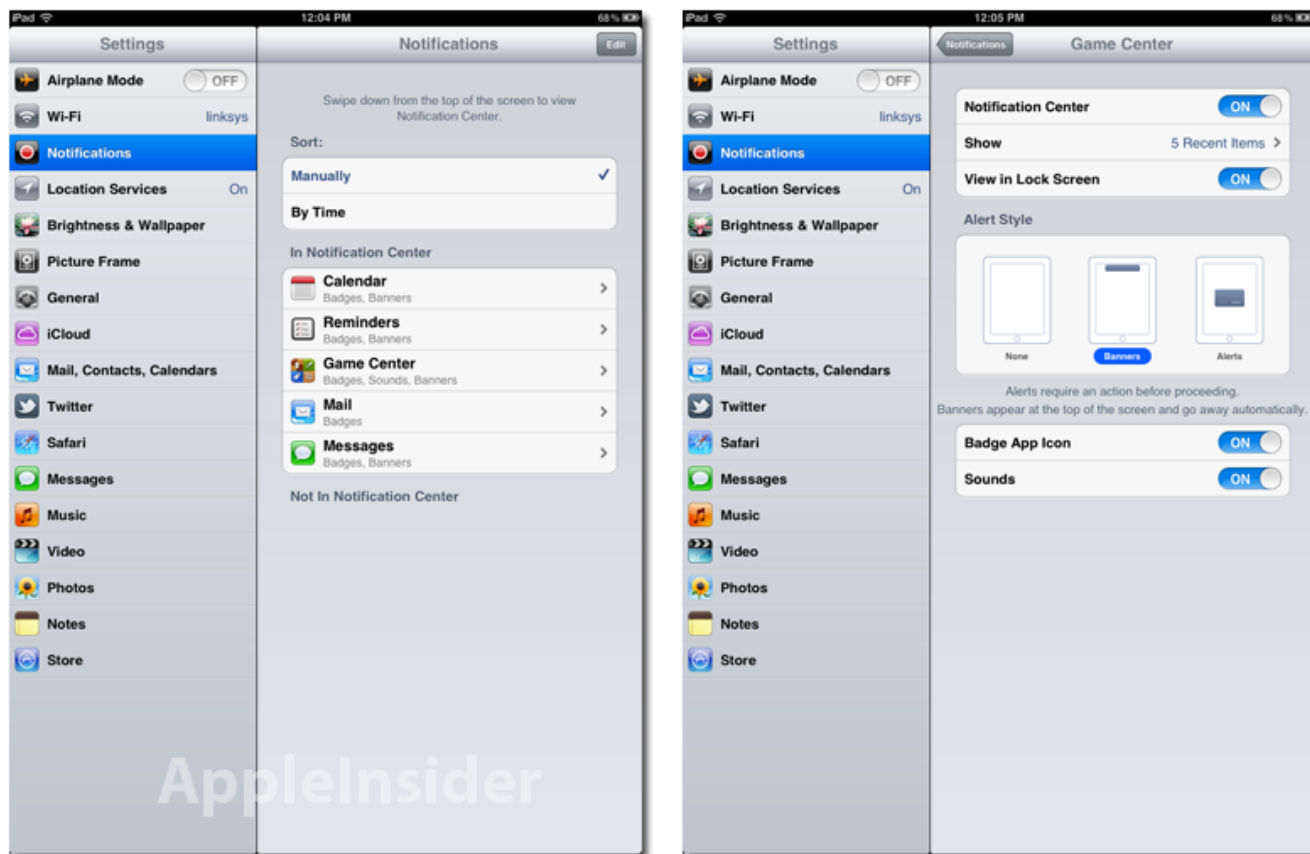 iPad
12:04 PM
68%
Settings
Airplane Mode OFF
Wi-Fi linksys
Notifications
Location Services On
Brightness & Wallpaper
Picture Frame
General
iCloud
Mail, Contacts, Calendars
Twitter
Safari
Messages
Music
Video
Photos
Notes
Store
Notifications
Edit
Swipe down from the top of the screen to view
Notification Center.
Sort:
Manually
By Time
In Notification Center
Calendar
Badges, Banners
Reminders
Badges, Banners
Game Center
Badges, Sounds, Banners
Mail
Badges
Messages
Badges, Banners
Not In Notification Center
AppleInsider
iPad
12:05 PM
68%
Settings
Airplane Mode OFF
Wi-Fi linksys
Notifications
Location Services On
Brightness & Wallpaper
Picture Frame
General
iCloud
Mail, Contacts, Calendars
Twitter
Safari
Messages
Music
Video
Photos
Notes
Store
Notifications
Game Center
Notification Center ON
Show 5 Recent Items
View in Lock Screen ON
Alert Style
None Banners Alerts
Alerts require an action before proceeding.
Banners appear at the top of the screen and go away automatically.
Badge App Icon ON
Sounds ON